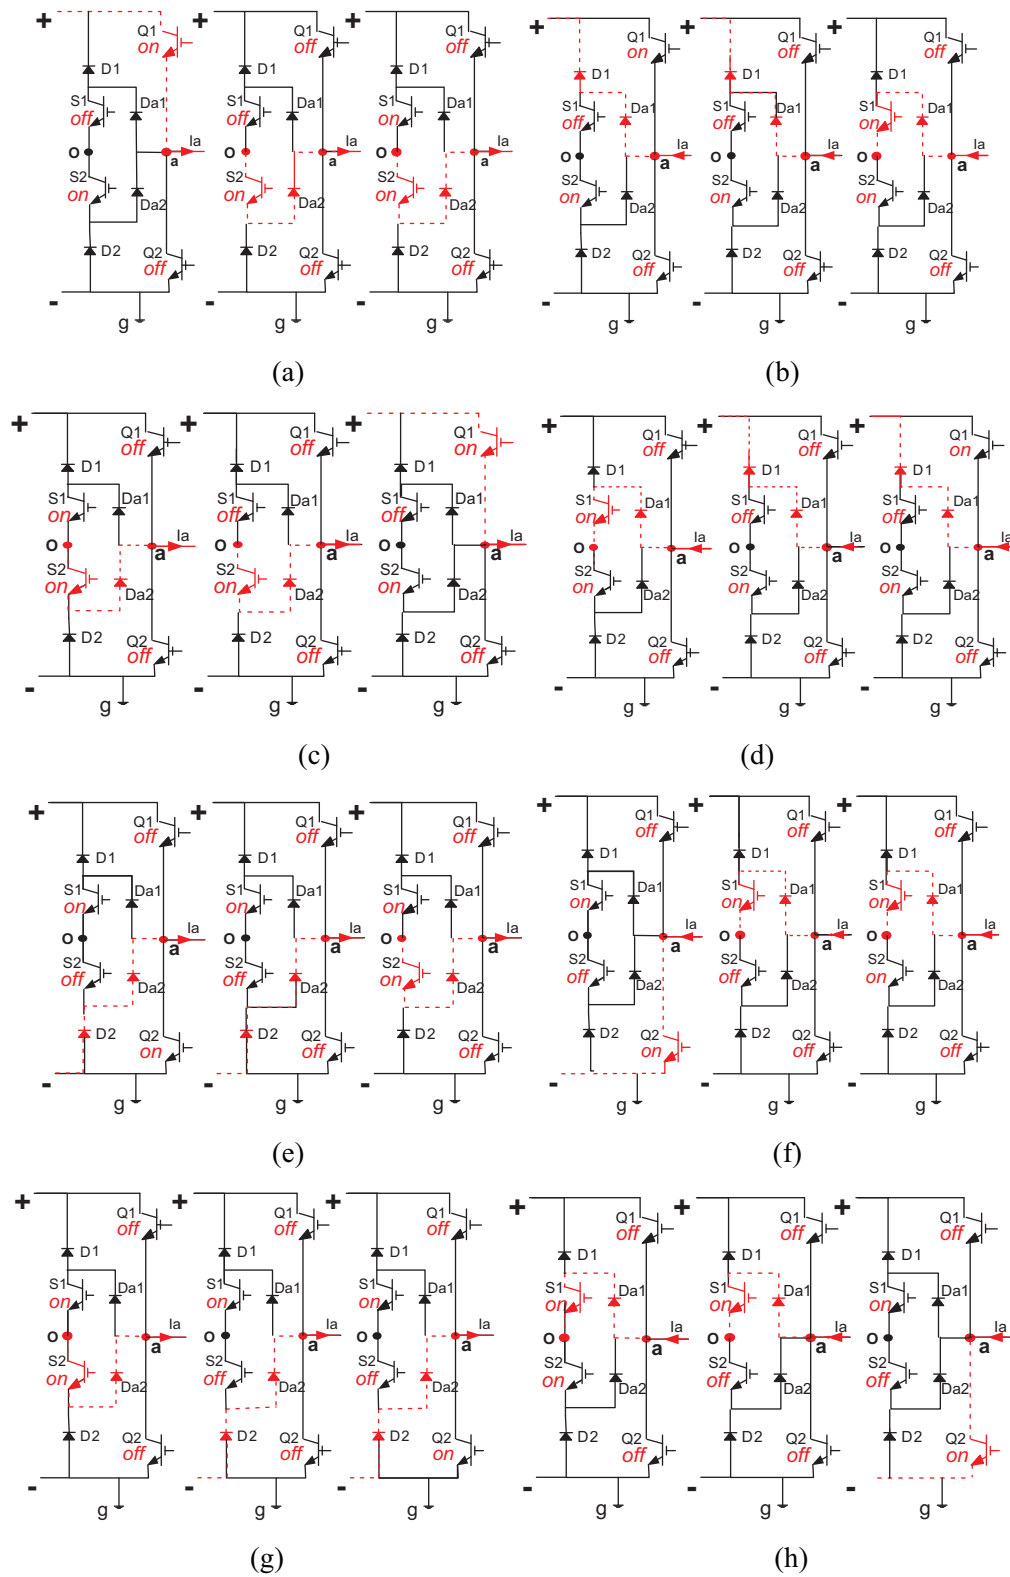 + Q1 + Q1 + Q1 + Q1 + Q1 + Q1
on off off on off off
D1 D1 D1 D1 D1 D1
S1 Da1 S1 Da1 S1 Da1 S1 Da1 S1 Da1 S1 Da1
off off off off off on
o a Ia o a Ia o a Ia o a Ia o a Ia o a Ia
S2 Da2 S2 Da2 S2 Da2 S2 Da2 S2 Da2 S2 Da2
on on on on on on
D2 Q2 D2 Q2 D2 Q2 D2 Q2 D2 Q2 D2 Q2
off off off off off off
- g - g - g - g - g - g
(a) (b)
+ Q1 + Q1 + Q1 + Q1 + Q1 + Q1
off off on off off on
D1 D1 D1 D1 D1 D1
S1 Da1 S1 Da1 S1 Da1 S1 Da1 S1 Da1 S1 Da1
on off off on off off
o a Ia o a Ia o a Ia o a Ia o a Ia o a Ia
S2 Da2 S2 Da2 S2 Da2 S2 Da2 S2 Da2 S2 Da2
on on on on on on
D2 Q2 D2 Q2 D2 Q2 D2 Q2 D2 Q2 D2 Q2
off off off off off off
- g - g
(c) (d)
+ Q1 + Q1 + Q1 + Q1 + Q1 + Q1
off off off off off off
D1 D1 D1 D1 D1 D1
S1 Da1 S1 Da1 S1 Da1 S1 Da1 S1 Da1 S1 Da1
on on on on on on
o a Ia o a Ia o a Ia o a Ia o a Ia o a Ia
S2 Da2 S2 Da2 S2 Da2 S2 Da2 S2 Da2 S2 Da2
off off on off off on
D2 Q2 D2 Q2 D2 Q2 D2 Q2 D2 Q2 D2 Q2
on off off on off off
- g - g
(e) (f)
+ Q1 + Q1 + Q1 + Q1 + Q1 + Q1
off off off off off off
D1 D1 D1 D1 D1 D1
S1 Da1 S1 Da1 S1 Da1 S1 Da1 S1 Da1 S1 Da1
on on on on on on
o a Ia o a Ia o a Ia o a Ia o a Ia o a Ia
S2 Da2 S2 Da2 S2 Da2 S2 Da2 S2 Da2 S2 Da2
on off off on off off
D2 Q2 D2 Q2 D2 Q2 D2 Q2 D2 Q2 D2 Q2
off off on off off on
- g - g
(g) (h)